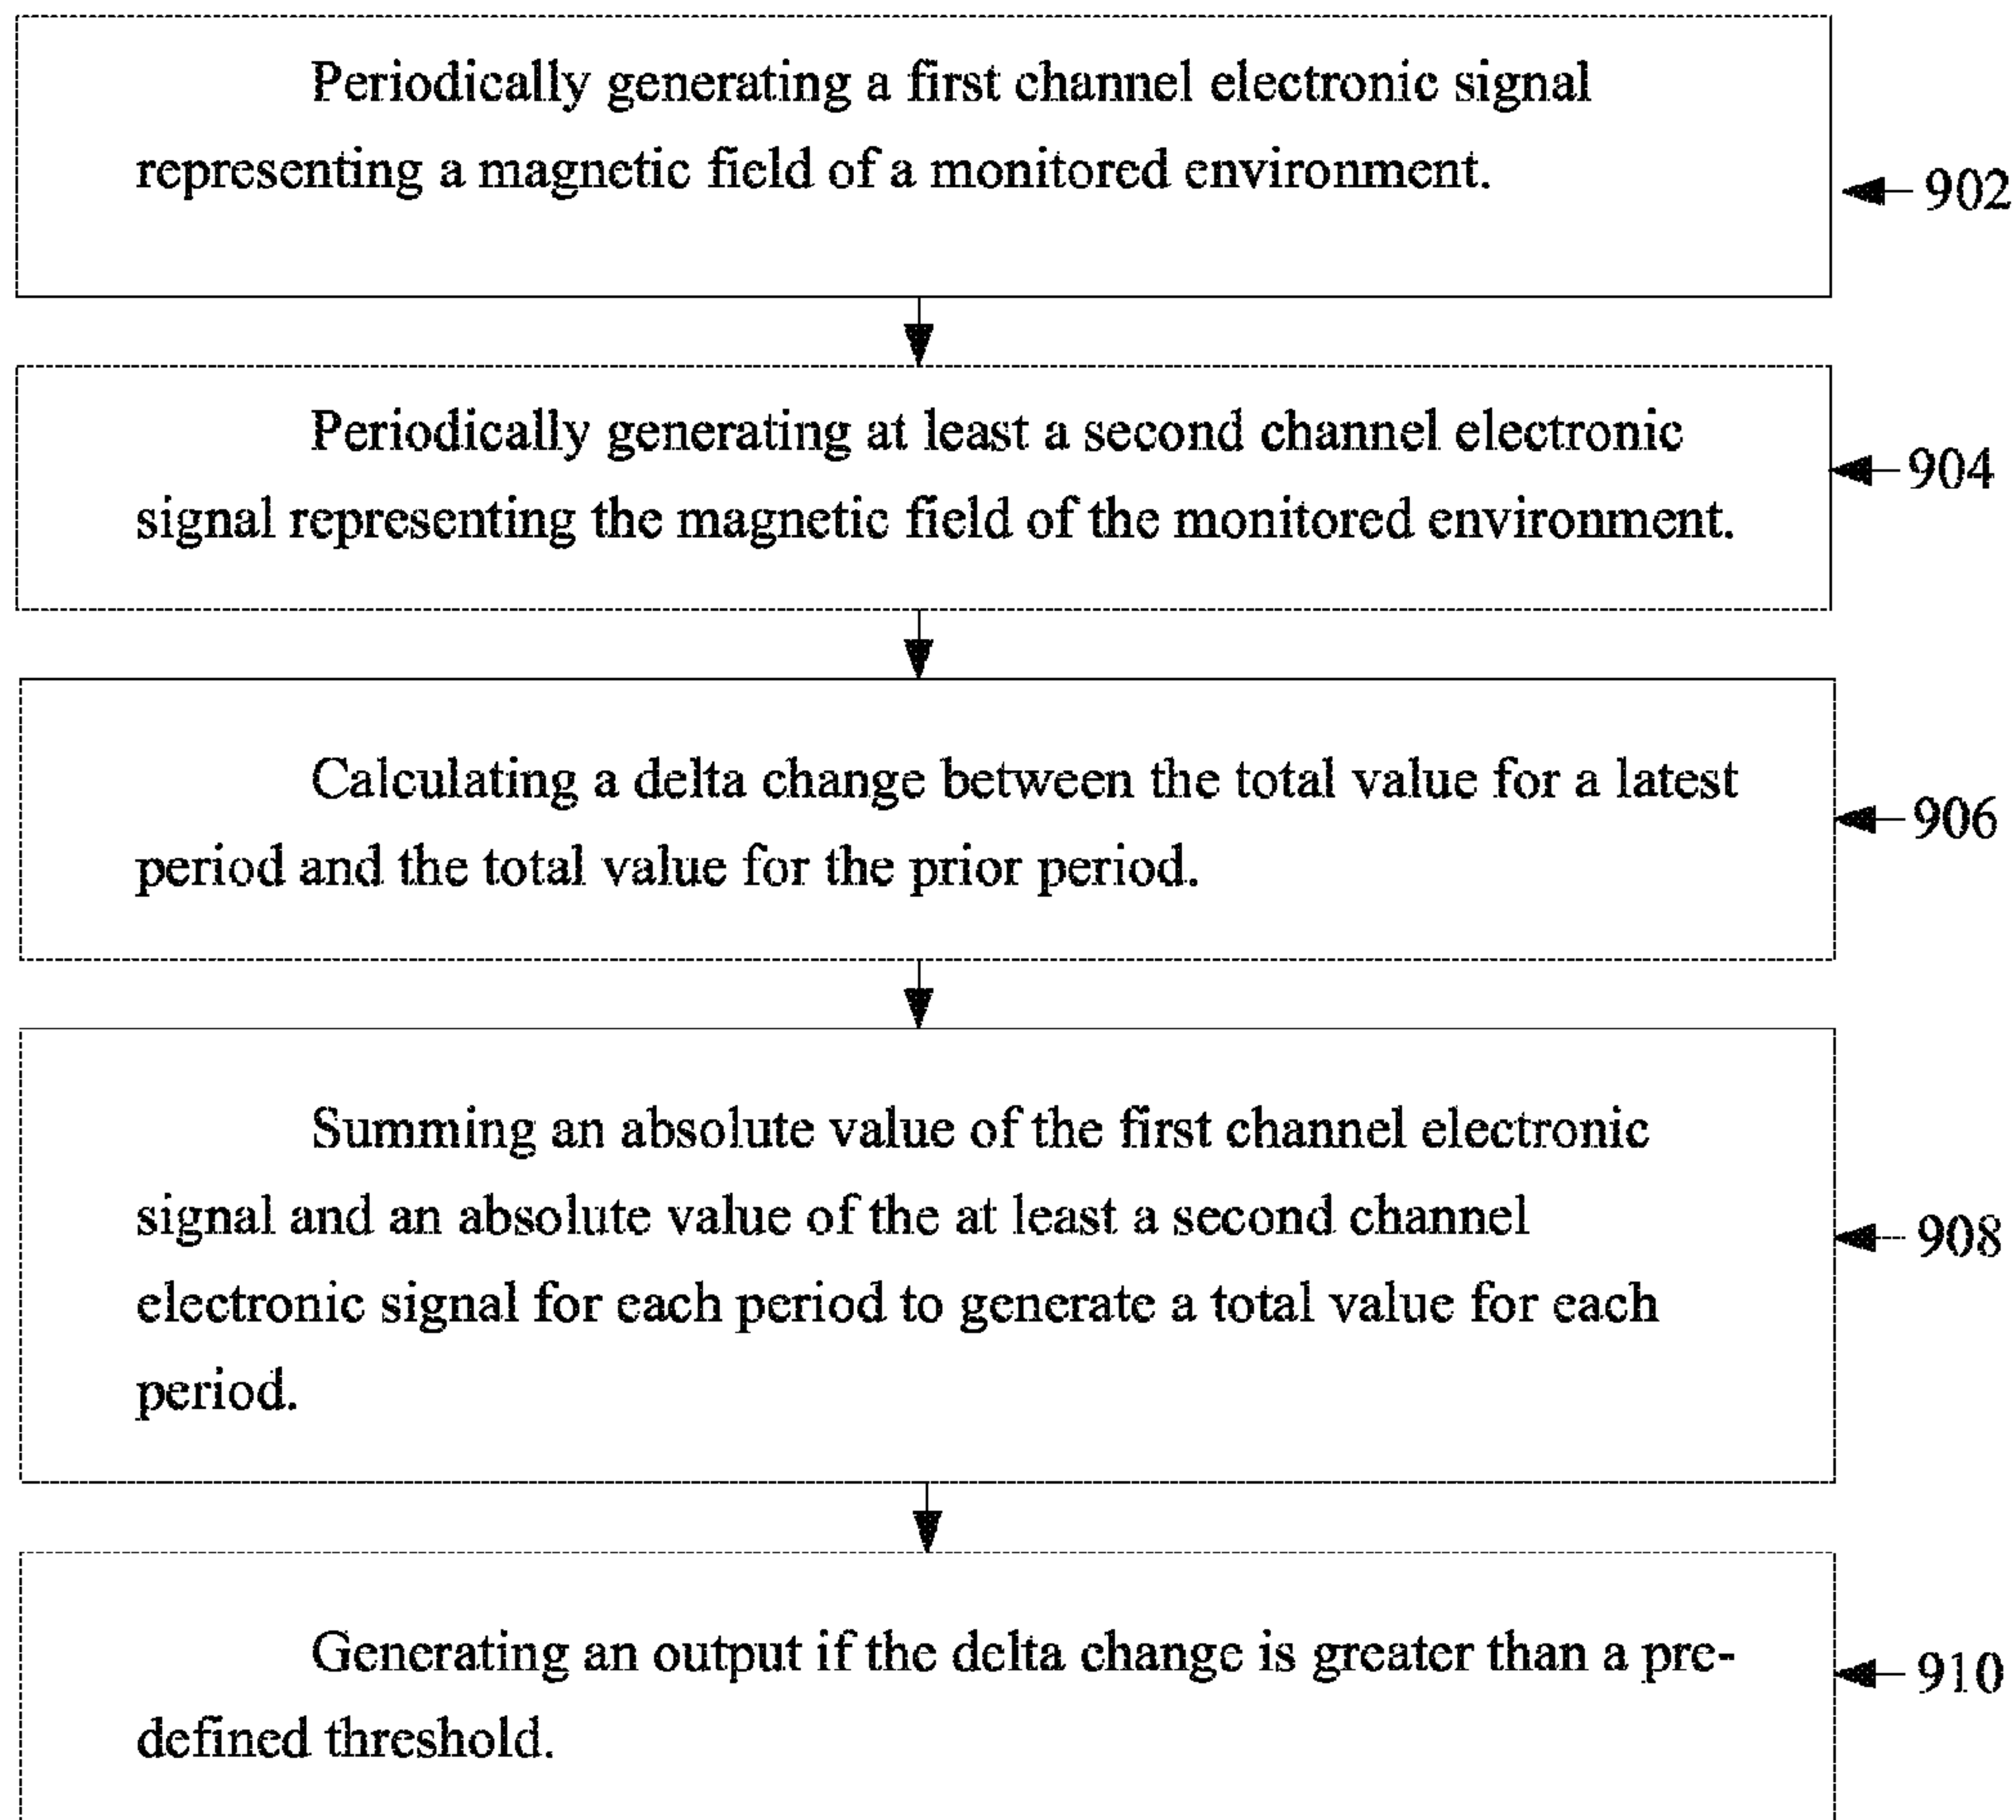 Periodically generating a first channel electronic signal
representing a magnetic field of a monitored environment.
902
Periodically generating at least a second channel electronic
signal representing the magnetic field of the monitored environment.
904
Calculating a delta change between the total value for a latest
period and the total value for the prior period.
906
Summing an absolute value of the first channel electronic
signal and an absolute value of the at least a second channel
electronic signal for each period to generate a total value for each
period.
908
Generating an output if the delta change is greater than a pre-
defined threshold.
910